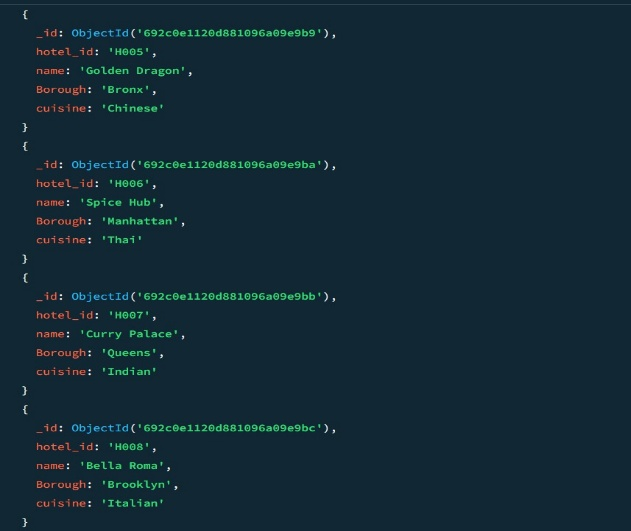 {
_id: ObjectId('692c0e1120d881096a09e9b9'),
hotel_id: 'H005',
name: 'Golden Dragon',
Borough: 'Bronx',
cuisine: 'Chinese'
}
{
_id: ObjectId('692c0e1120d881096a09e9ba'),
hotel_id: 'H006',
name: 'Spice Hub',
Borough: 'Manhattan',
cuisine: 'Thai'
}
{
_id: ObjectId('692c0e1120d881096a09e9bb'),
hotel_id: 'H007',
name: 'Curry Palace',
Borough: 'Queens',
cuisine: 'Indian'
}
{
_id: ObjectId('692c0e1120d881096a09e9bc'),
hotel_id: 'H008',
name: 'Bella Roma',
Borough: 'Brooklyn',
cuisine: 'Italian'
}